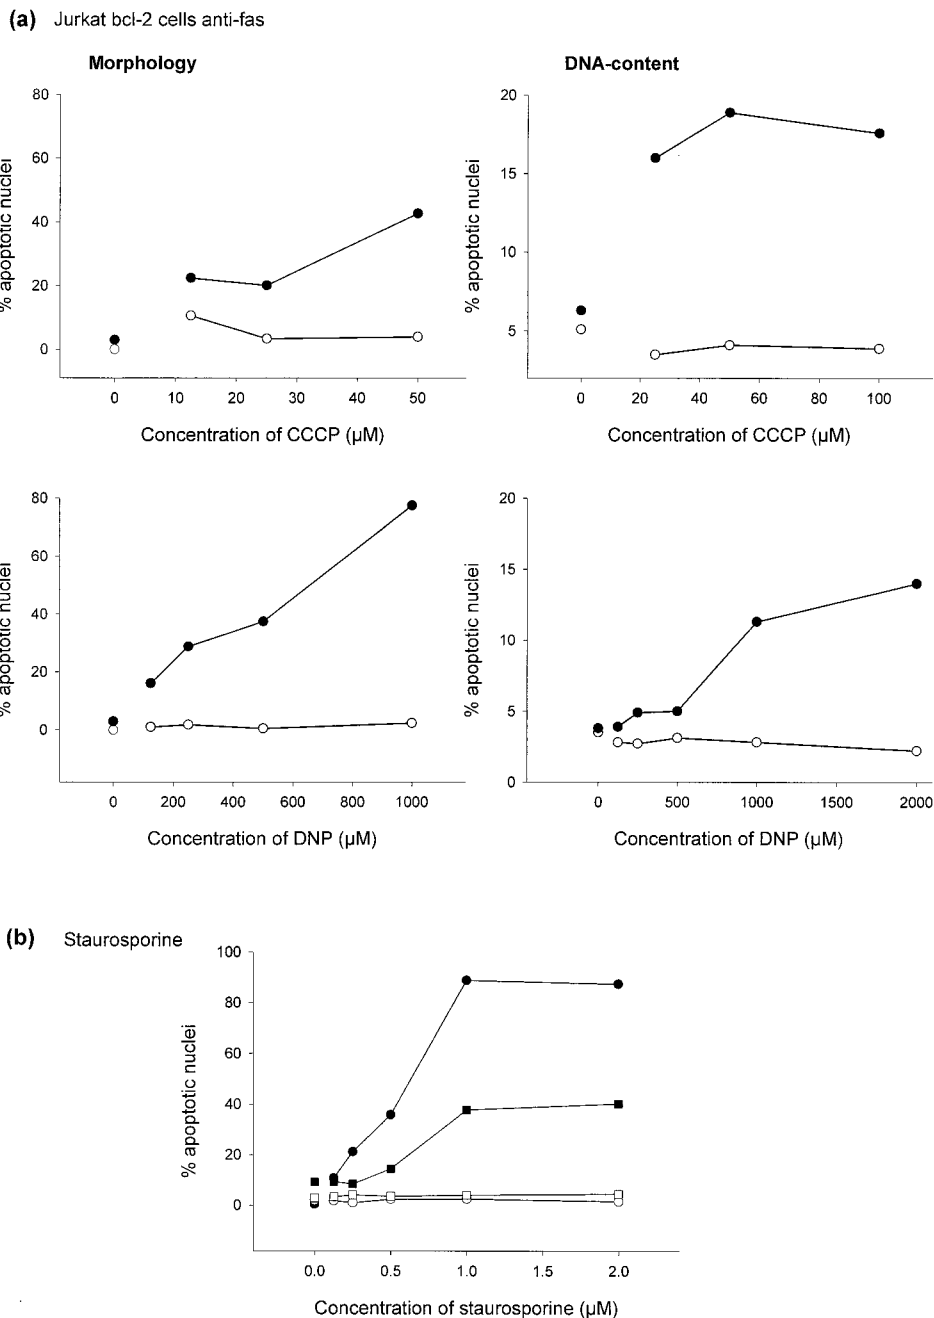 (a) Jurkat bcl-2 cells anti-fas
Morphology
DNA-content
80
60
40
20
0
% apoptotic nuclei
0 10 20 30 40 50
Concentration of CCCP (µM)
20
15
10
5
% apoptotic nuclei
0 20 40 60 80 100
Concentration of CCCP (µM)
80
60
40
20
0
% apoptotic nuclei
0 200 400 600 800 1000
Concentration of DNP (µM)
20
15
10
5
0
% apoptotic nuclei
0 500 1000 1500 2000
Concentration of DNP (µM)
(b) Staurosporine
100
80
60
40
20
0
% apoptotic nuclei
0.0 0.5 1.0 1.5 2.0
Concentration of staurosporine (µM)